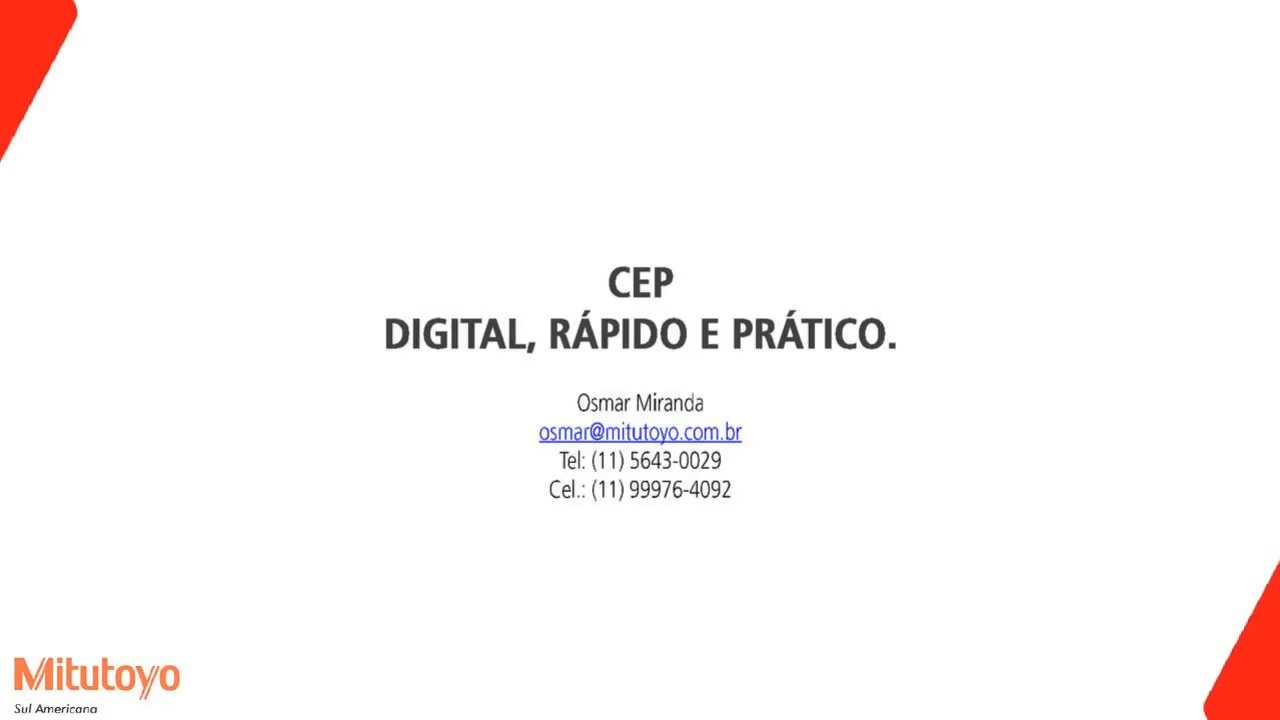 CEP
DIGITAL, RÁPIDO E PRÁTICO.
Osmar Miranda
osmar@mitutoyo.com.br
Tel: (11) 5643-0029
Cel.: (11) 99976-4092
Mitutoyo
Sul Americana